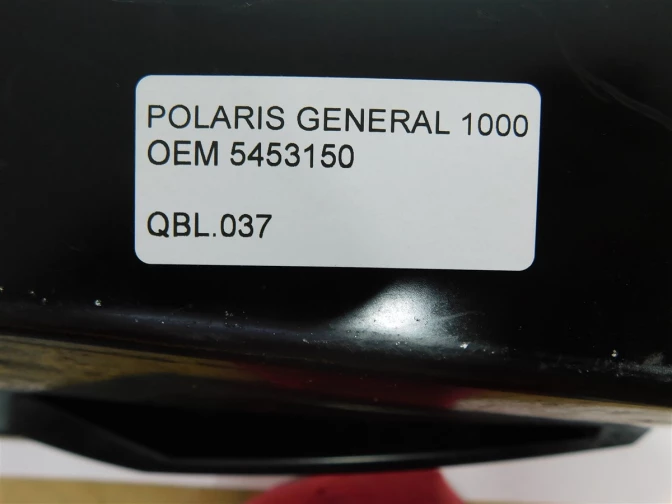 POLARIS GENERAL 1000
OEM 5453150
QBL.037